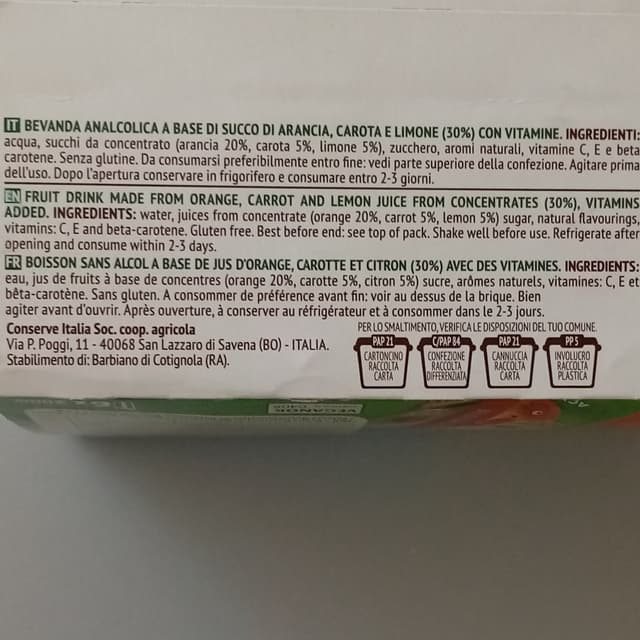 IT BEVANDA ANALCOLICA A BASE DI SUCCO DI ARANCIA, CAROTA E LIMONE (30%) CON VITAMINE. INGREDIENTI:
acqua, succhi da concentrato (arancia 20%, carota 5%, limone 5%), zucchero, aromi naturali, vitamine C, E e beta
carotene. Senza glutine. Da consumarsi preferibilmente entro fine: vedi parte superiore della confezione. Agitare prima
dell'uso. Dopo l'apertura conservare in frigorifero e consumare entro 2-3 giorni.
EN FRUIT DRINK MADE FROM ORANGE, CARROT AND LEMON JUICE FROM CONCENTRATES (30%), VITAMINS
ADDED. INGREDIENTS: water, juices from concentrate (orange 20%, carrot 5%, lemon 5%) sugar, natural flavourings,
vitamins: C, E and beta-carotene. Gluten free. Best before end: see top of pack. Shake well before use. Refrigerate after
opening and consume within 2-3 days.
FR BOISSON SANS ALCOL A BASE DE JUS D'ORANGE, CAROTTE ET CITRON (30%) AVEC DES VITAMINES. INGREDIENTS:
eau, jus de fruits à base de concentres (orange 20%, carotte 5%, citron 5%) sucre, arômes naturels, vitamines: C, E et
bêta-carotène. Sans gluten. A consommer de préférence avant fin: voir au dessus de la brique. Bien
agiter avant d'ouvrir. Après ouverture, à conserver au réfrigérateur et à consommer dans le 2-3 jours.
Conserve Italia Soc. coop. agricola
Via P. Poggi, 11 - 40068 San Lazzaro di Savena (BO) - ITALIA.
Stabilimento di: Barbiano di Cotignola (RA).
PER LO SMALTIMENTO, VERIFICA LE DISPOSIZIONI DEL TUO COMUNE.
PAP 21 C/PAP 84 PAP 21 PP 5
CARTONCINO CONFEZIONE CANNUCCIA INVOLUCRO
RACCOLTA RACCOLTA RACCOLTA RACCOLTA
CARTA DIFFERENZIATA CARTA PLASTICA
VEGANOK